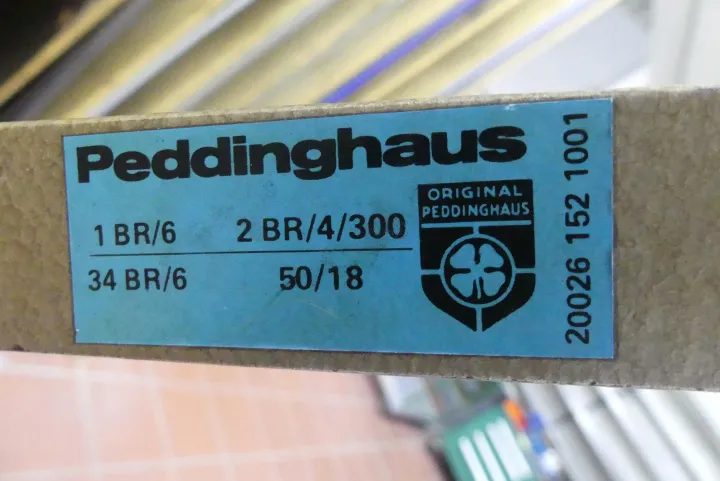 Peddinghaus
1 BR/6 2 BR/4/300
34 BR/6 50/18
ORIGINAL
PEDDINGHAUS
20026 152 1001